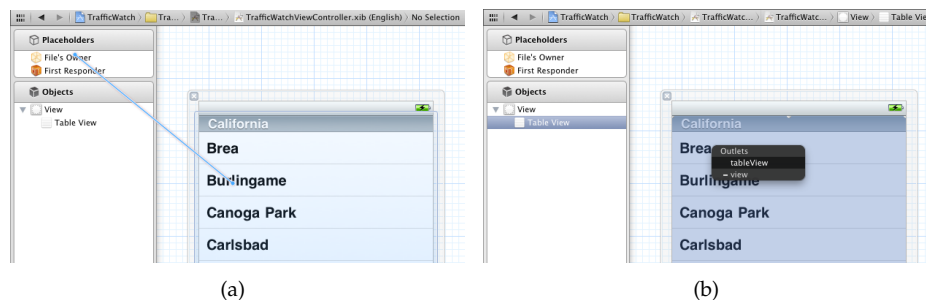 TrafficWatch Tra... Tra... TrafficWatchViewController.xib (English) No Selection
Placeholders
File's Owner
First Responder
Objects
View
Table View
California
Brea
Burlingame
Canoga Park
Carlsbad
(a)
TrafficWatch TrafficWatch TrafficWatc... TrafficWatc... View Table Vie
Placeholders
File's Owner
First Responder
Objects
View
Table View
California
Brea
Outlets
tableView
view
Burlingame
Canoga Park
Carlsbad
(b)